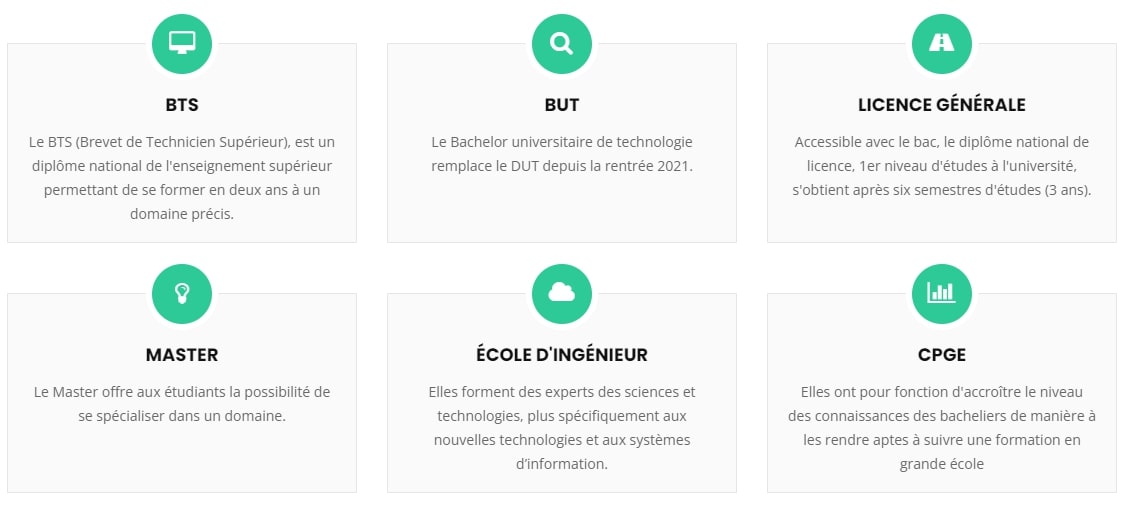 BTS
Le BTS (Brevet de Technicien Supérieur), est un
diplôme national de l'enseignement supérieur
permettant de se former en deux ans à un
domaine précis.
BUT
Le Bachelor universitaire de technologie
remplace le DUT depuis la rentrée 2021.
LICENCE GÉNÉRALE
Accessible avec le bac, le diplôme national de
licence, 1er niveau d'études à l'université,
s'obtient après six semestres d'études (3 ans).
MASTER
Le Master offre aux étudiants la possibilité de
se spécialiser dans un domaine.
ÉCOLE D'INGÉNIEUR
Elles forment des experts des sciences et
technologies, plus spécifiquement aux
nouvelles technologies et aux systèmes
d’information.
CPGE
Elles ont pour fonction d'accroître le niveau
des connaissances des bacheliers de manière à
les rendre aptes à suivre une formation en
grande école